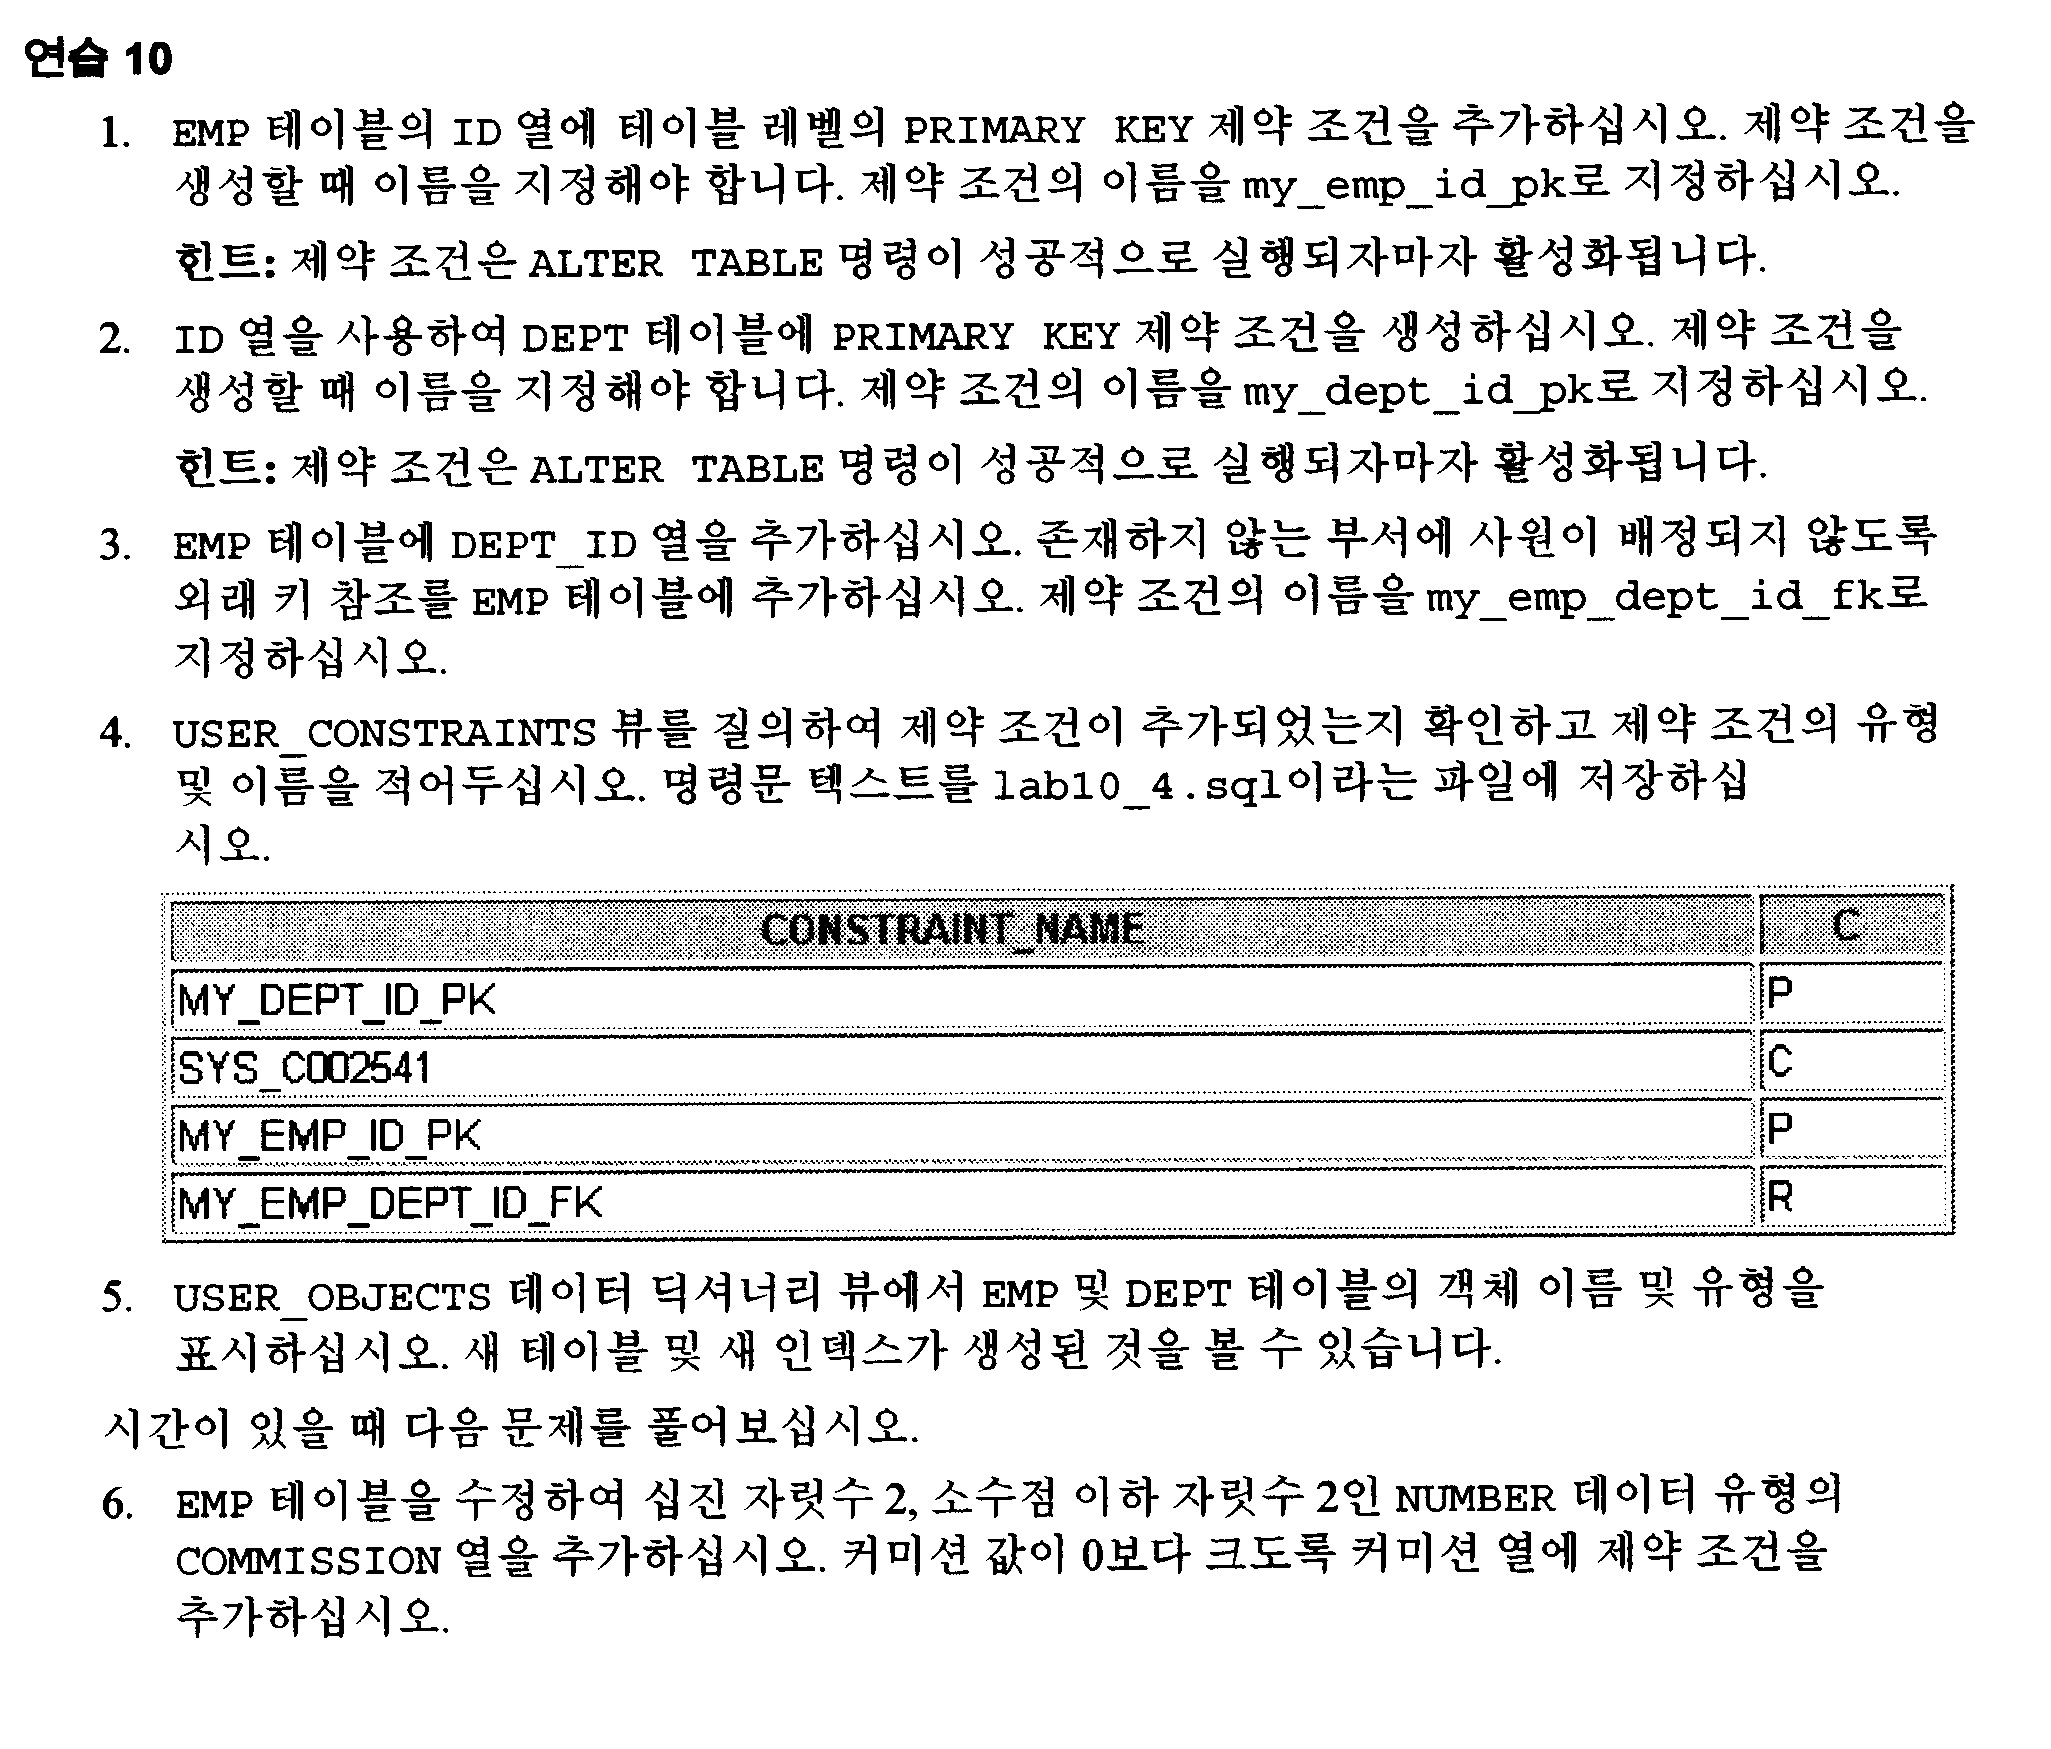 연습 10
1. EMP 테이블의 ID 열에 테이블 레벨의 PRIMARY KEY 제약 조건을 추가하십시오. 제약 조건을
생성할 때 이름을 지정해야 합니다. 제약 조건의 이름을 my_emp_id_pk로 지정하십시오.
힌트: 제약 조건은 ALTER TABLE 명령이 성공적으로 실행되자마자 활성화됩니다.
2. ID 열을 사용하여 DEPT 테이블에 PRIMARY KEY 제약 조건을 생성하십시오. 제약 조건을
생성할 때 이름을 지정해야 합니다. 제약 조건의 이름을 my_dept_id_pk로 지정하십시오.
힌트: 제약 조건은 ALTER TABLE 명령이 성공적으로 실행되자마자 활성화됩니다.
3. EMP 테이블에 DEPT_ID 열을 추가하십시오. 존재하지 않는 부서에 사원이 배정되지 않도록
외래 키 참조를 EMP 테이블에 추가하십시오. 제약 조건의 이름을 my_emp_dept_id_fk로
지정하십시오.
4. USER_CONSTRAINTS 뷰를 질의하여 제약 조건이 추가되었는지 확인하고 제약 조건의 유형
및 이름을 적어두십시오. 명령문 텍스트를 lab10_4.sql이라는 파일에 저장하십
시오.
CONSTRAINT_NAME C
MY_DEPT_ID_PK P
SYS_C002541 C
MY_EMP_ID_PK P
MY_EMP_DEPT_ID_FK R
5. USER_OBJECTS 데이터 딕셔너리 뷰에서 EMP 및 DEPT 테이블의 객체 이름 및 유형을
표시하십시오. 새 테이블 및 새 인덱스가 생성된 것을 볼 수 있습니다.
시간이 있을 때 다음 문제를 풀어보십시오.
6. EMP 테이블을 수정하여 십진 자릿수 2, 소수점 이하 자릿수 2인 NUMBER 데이터 유형의
COMMISSION 열을 추가하십시오. 커미션 값이 0보다 크도록 커미션 열에 제약 조건을
추가하십시오.